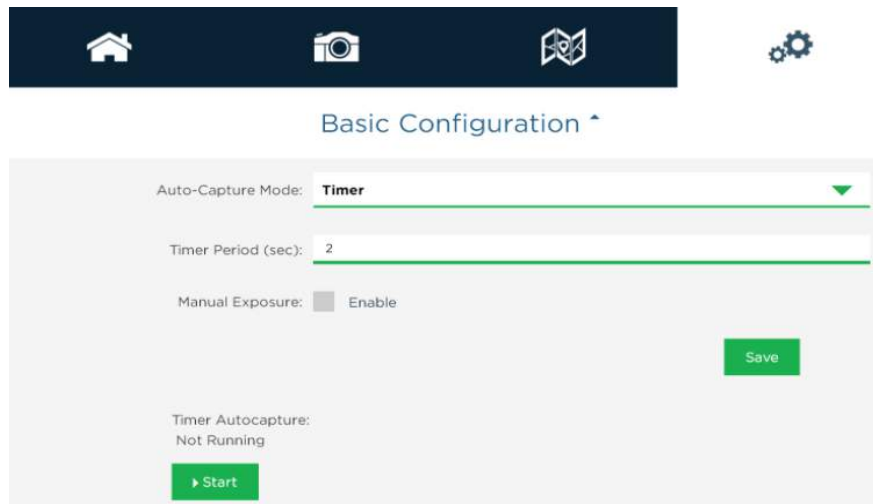 Basic Configuration
Auto-Capture Mode: Timer
Timer Period (sec): 2
Manual Exposure: Enable
Save
Timer Autocapture:
Not Running
Start